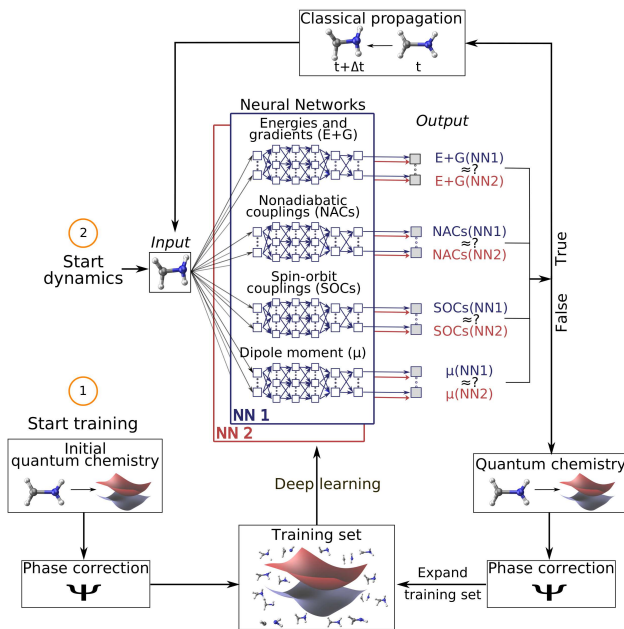 Classical propagation
t+Δt
t
Neural Networks
Output
Energies and
gradients (E+G)
E+G(NN1)
≈?
E+G(NN2)
Nonadiabatic
couplings (NACs)
NACs(NN1)
≈?
NACs(NN2)
2
Start
dynamics
Input
Spin-orbit
couplings (SOCs)
SOCs(NN1)
≈?
SOCs(NN2)
True
False
Dipole moment (μ)
μ(NN1)
≈?
μ(NN2)
NN 1
NN 2
1
Start training
Initial
quantum chemistry
Deep learning
Quantum chemistry
Training set
Phase correction
Ψ
Expand
training set
Phase correction
Ψ